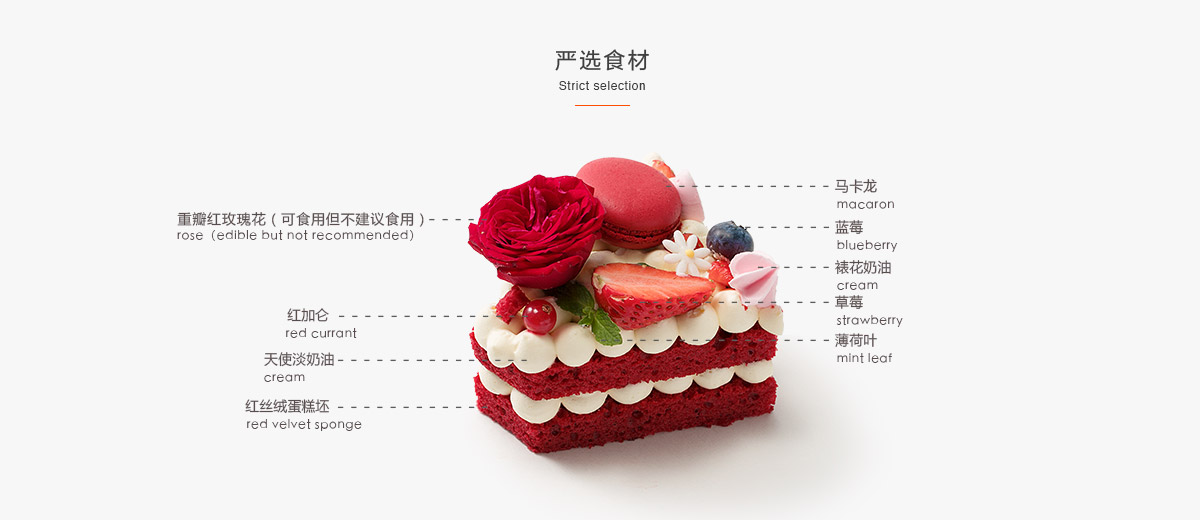 严选食材
Strict selection
重瓣红玫瑰花（可食用但不建议食用）
rose（edible but not recommended）
红加仑
red currant
天使淡奶油
cream
红丝绒蛋糕坯
red velvet sponge
马卡龙
macaron
蓝莓
blueberry
裱花奶油
cream
草莓
strawberry
薄荷叶
mint leaf